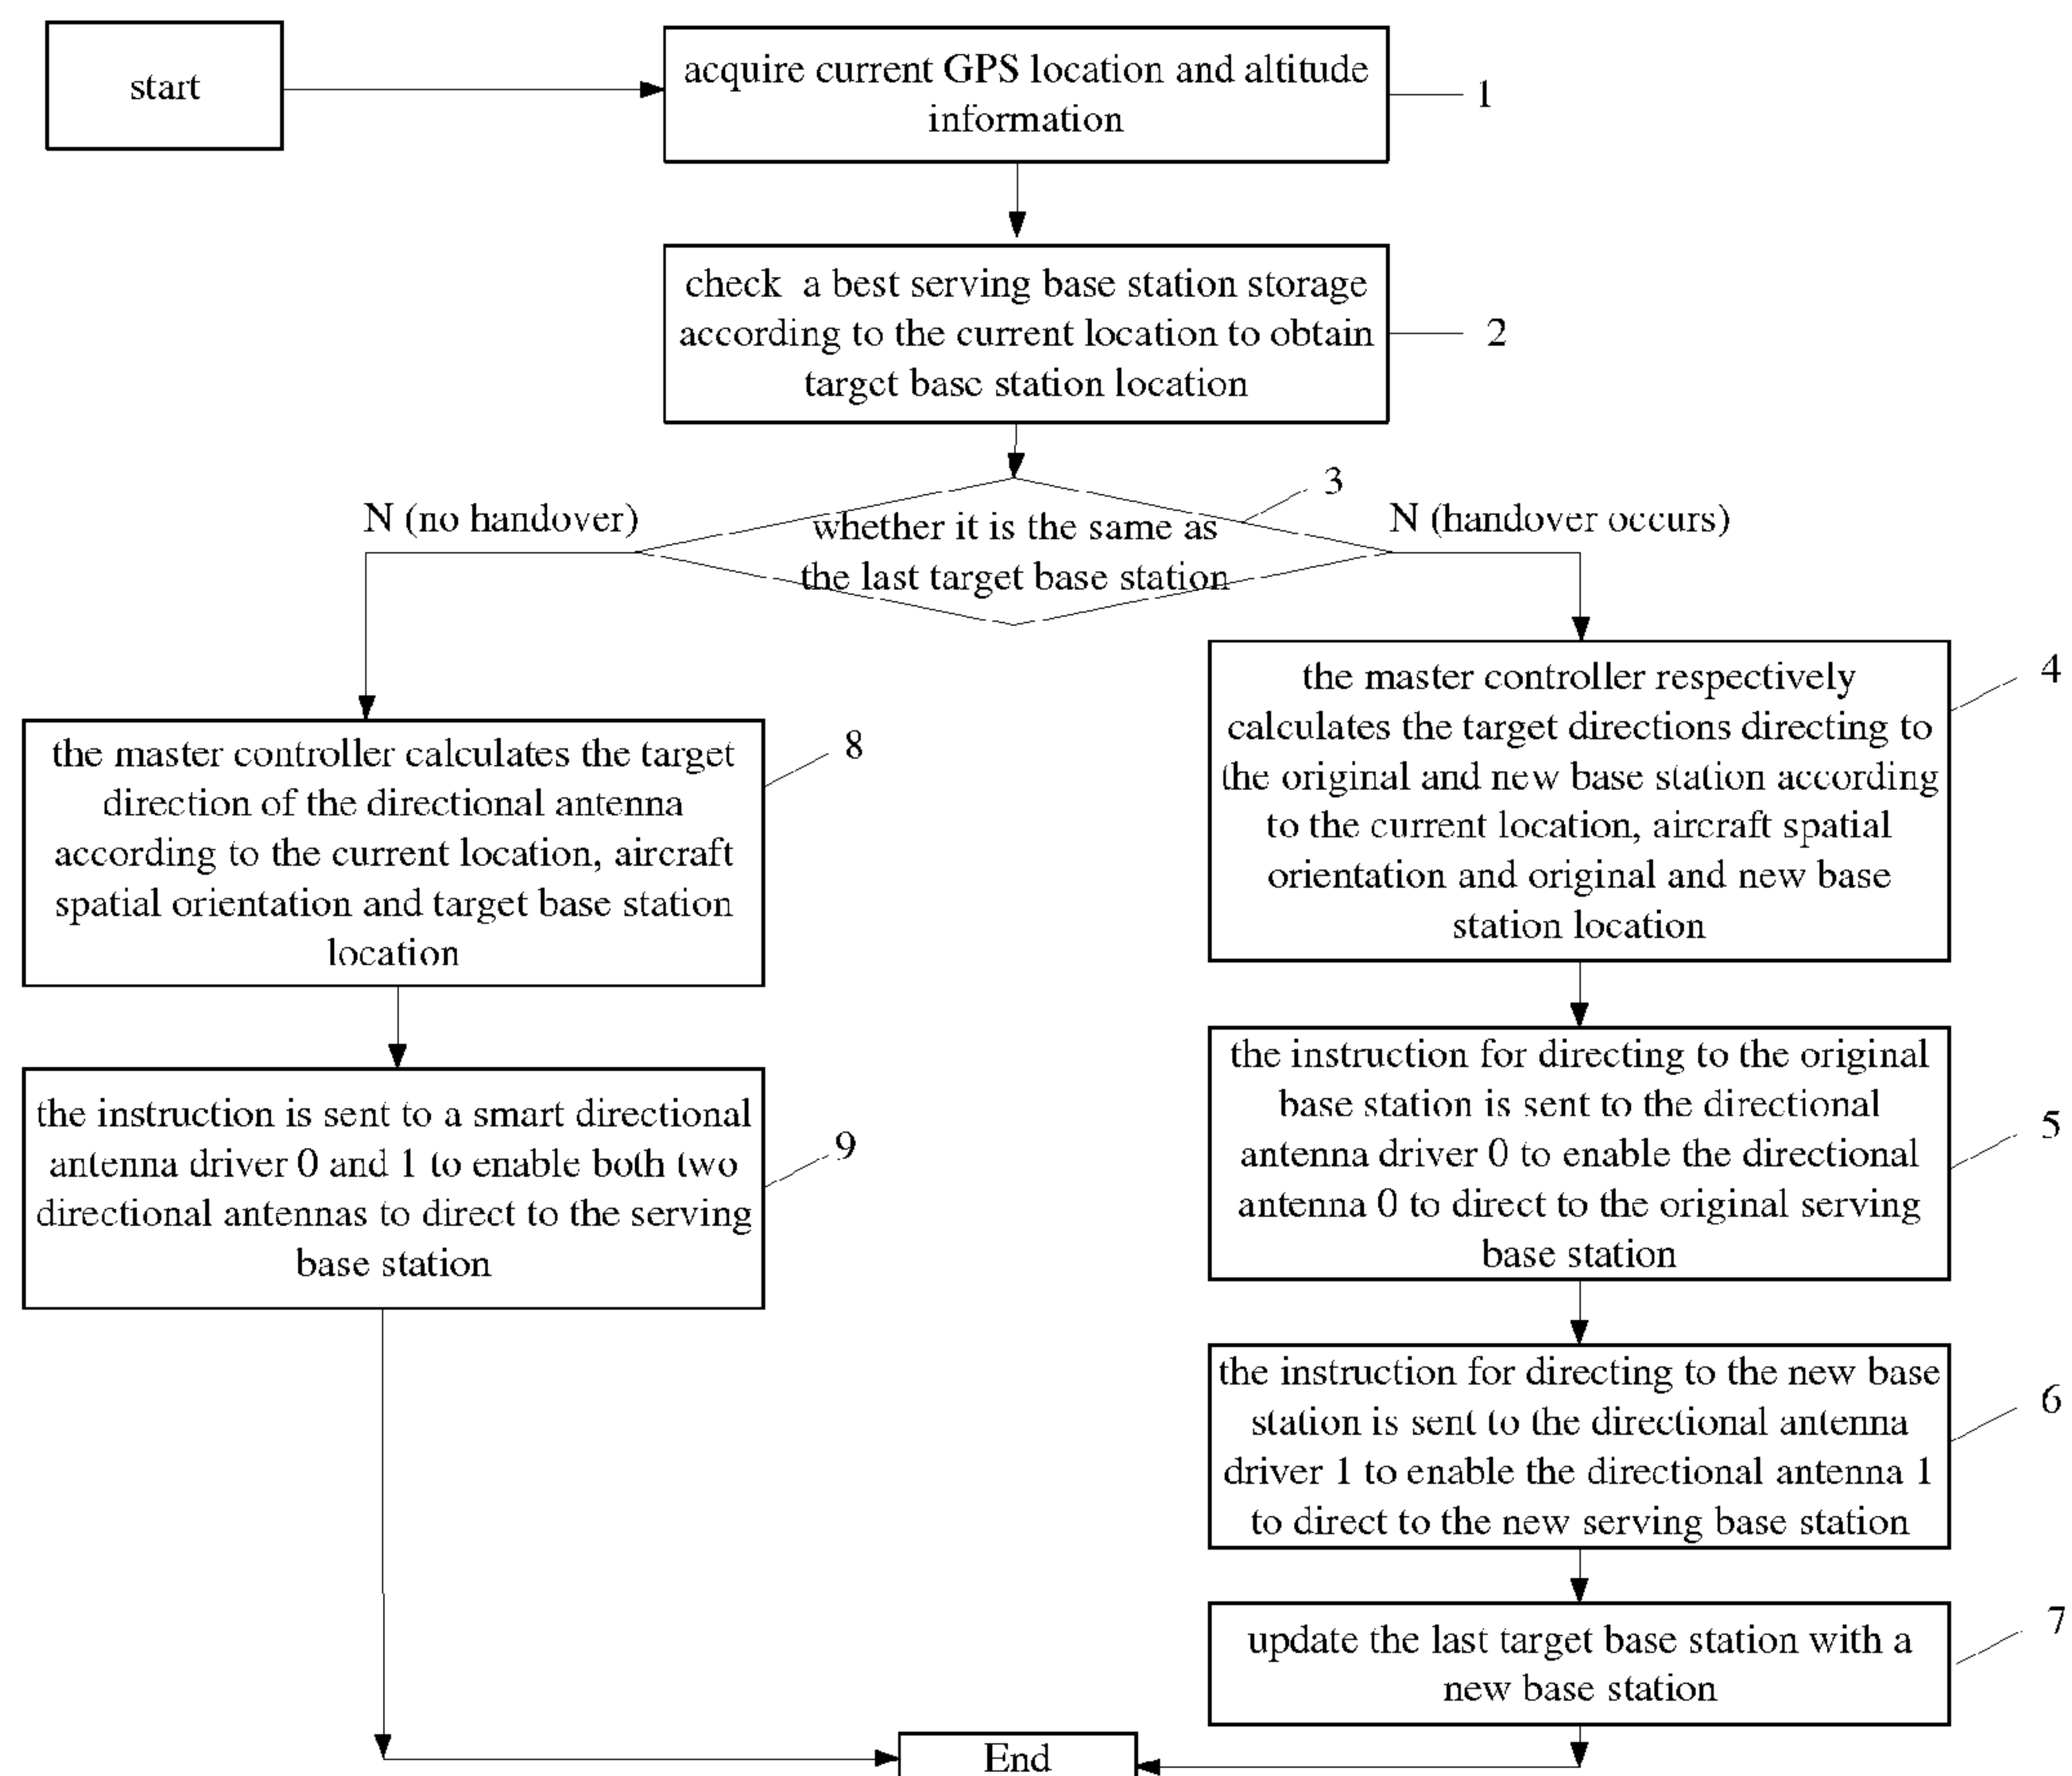 start
acquire current GPS location and altitude
information
1
check a best serving base station storage
according to the current location to obtain
target base station location
2
3
N (no handover)
whether it is the same as
the last target base station
N (handover occurs)
the master controller respectively
calculates the target directions directing to
the original and new base station according
to the current location, aircraft spatial
orientation and original and new base
station location
4
the master controller calculates the target
direction of the directional antenna
according to the current location, aircraft
spatial orientation and target base station
location
8
the instruction for directing to the original
base station is sent to the directional
antenna driver 0 to enable the directional
antenna 0 to direct to the original serving
base station
5
the instruction is sent to a smart directional
antenna driver 0 and 1 to enable both two
directional antennas to direct to the serving
base station
9
the instruction for directing to the new base
station is sent to the directional antenna
driver 1 to enable the directional antenna 1
to direct to the new serving base station
6
update the last target base station with a
new base station
7
End